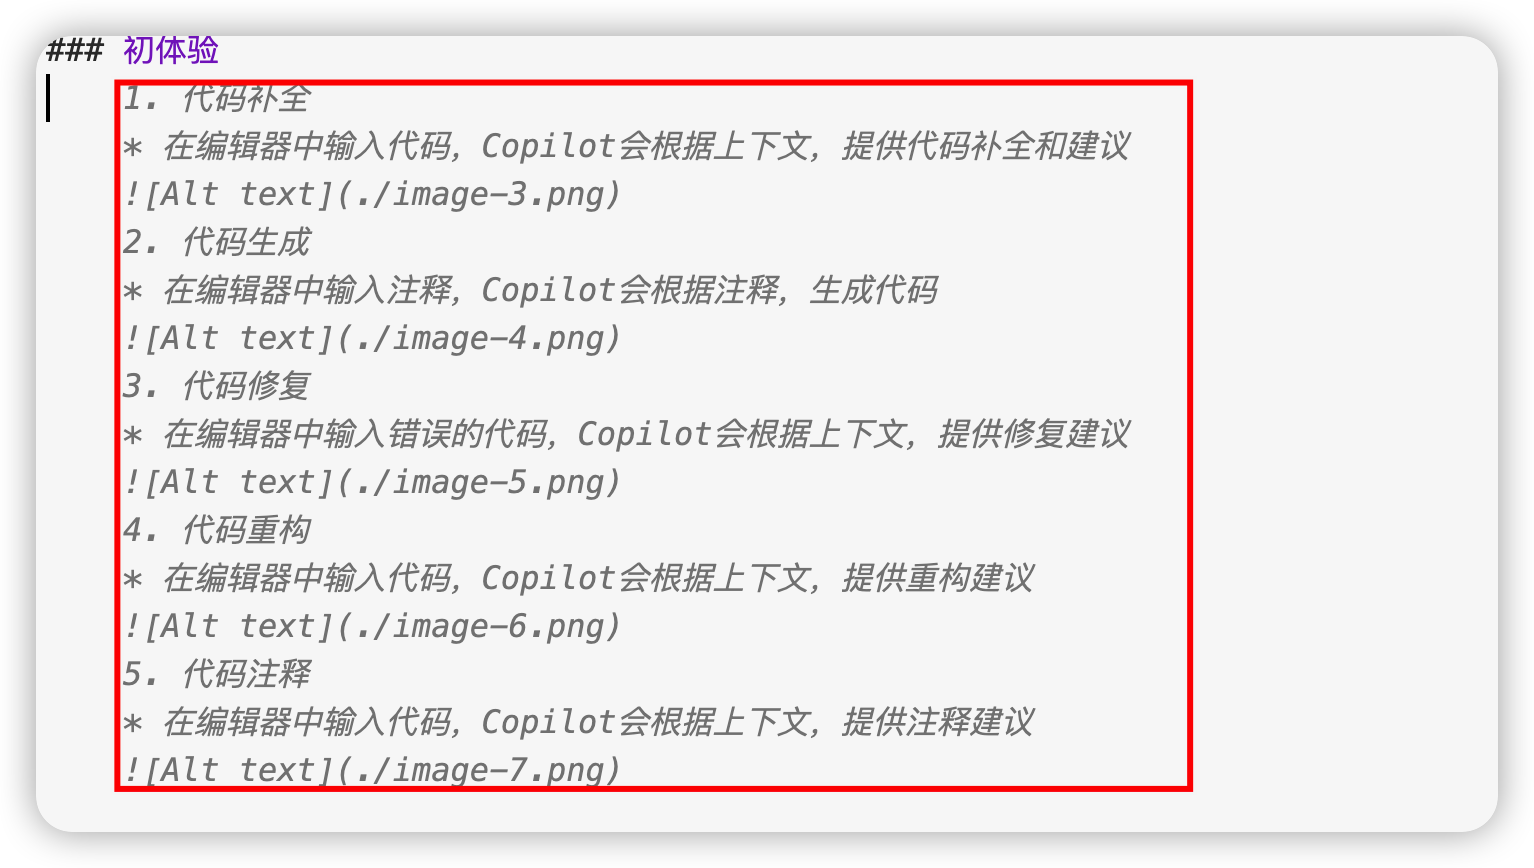 ### 初体验
1. 代码补全
* 在编辑器中输入代码，Copilot会根据上下文，提供代码补全和建议
![Alt text](./image-3.png)
2. 代码生成
* 在编辑器中输入注释，Copilot会根据注释，生成代码
![Alt text](./image-4.png)
3. 代码修复
* 在编辑器中输入错误的代码，Copilot会根据上下文，提供修复建议
![Alt text](./image-5.png)
4. 代码重构
* 在编辑器中输入代码，Copilot会根据上下文，提供重构建议
![Alt text](./image-6.png)
5. 代码注释
* 在编辑器中输入代码，Copilot会根据上下文，提供注释建议
![Alt text](./image-7.png)